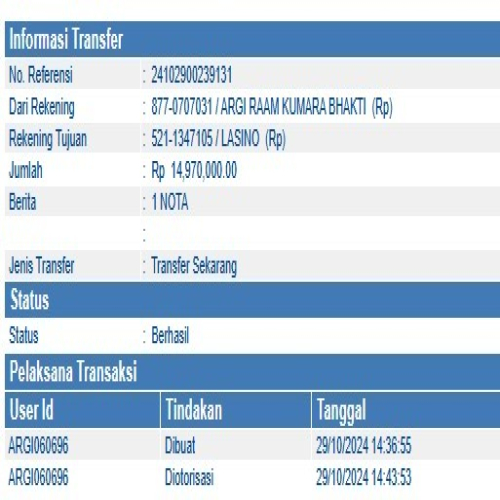 Informasi Transfer
No. Referensi : 24102900239131
Dari Rekening : 877-0707031 / ARGI RAAM KUMARA BHAKTI (Rp)
Rekening Tujuan : 521-1347105 / LASINO (Rp)
Jumlah : Rp 14,970,000.00
Berita : 1 NOTA
:
Jenis Transfer : Transfer Sekarang
Status
Status : Berhasil
Pelaksana Transaksi
User Id Tindakan Tanggal
ARGI060696 Dibuat 29/10/2024 14:36:55
ARGI060696 Diotorisasi 29/10/2024 14:43:53